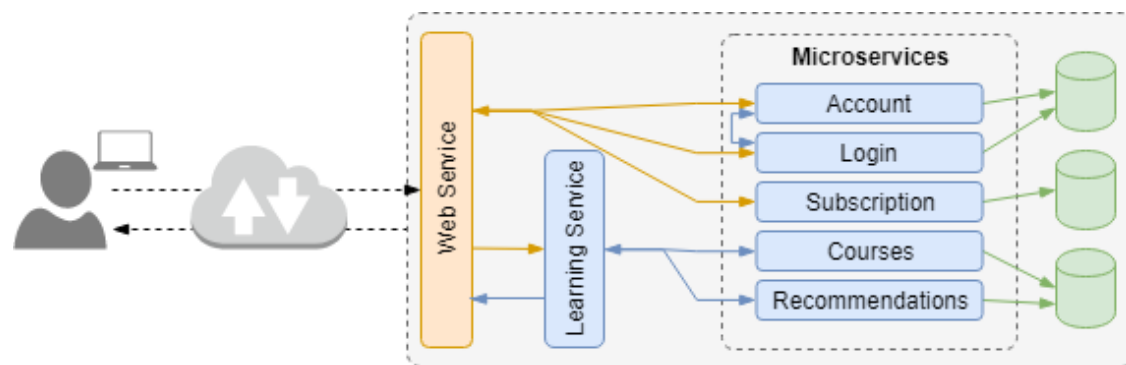 Web Service
Learning Service
Microservices
Account
Login
Subscription
Courses
Recommendations